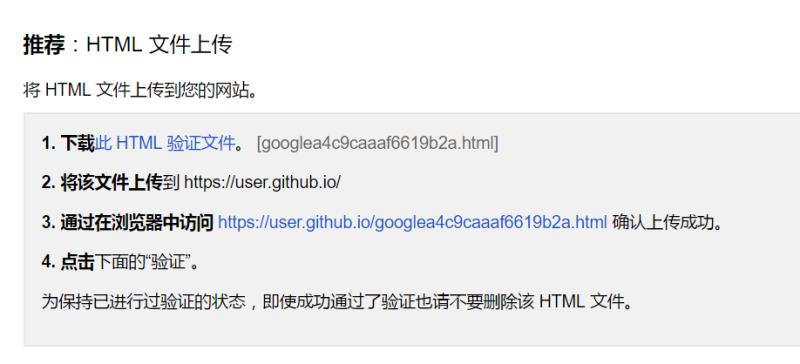 推荐：HTML 文件上传
将 HTML 文件上传到您的网站。
1. 下载此 HTML 验证文件。 [googlea4c9caaaf6619b2a.html]
2. 将该文件上传到 https://user.github.io/
3. 通过在浏览器中访问 https://user.github.io/googlea4c9caaaf6619b2a.html 确认上传成功。
4. 点击下面的“验证”。
为保持已进行过验证的状态，即使成功通过了验证也请不要删除该 HTML 文件。